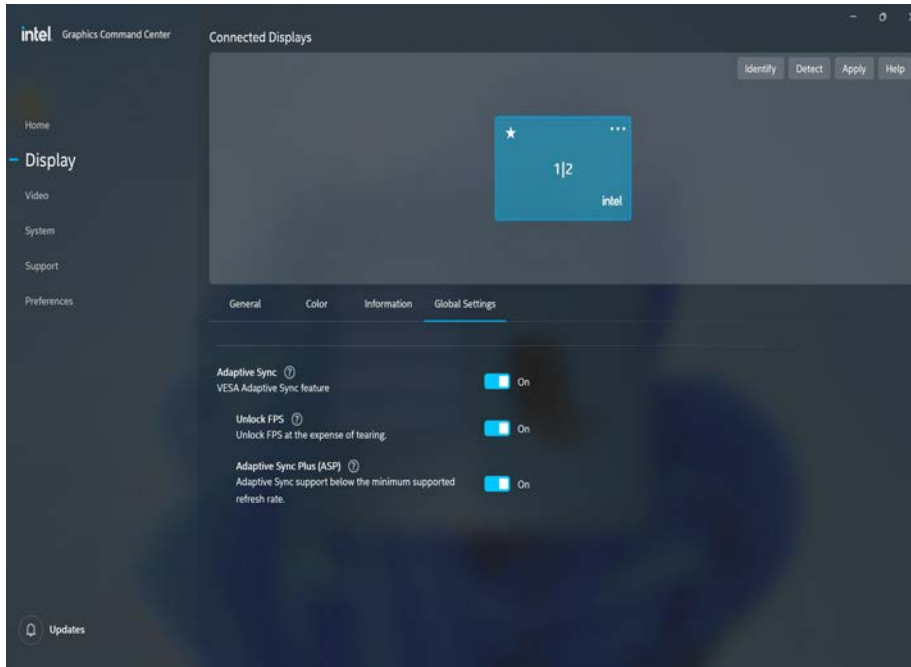 intel Graphics Command Center
Connected Displays
Identify Detect Apply Help
Home
Display
Video
System
Support
Preferences
1|2
intel
General Color Information Global Settings
Adaptive Sync ?
VESA Adaptive Sync feature
On
Unlock FPS ?
Unlock FPS at the expense of tearing.
On
Adaptive Sync Plus (ASP) ?
Adaptive Sync support below the minimum supported
refresh rate.
On
Updates